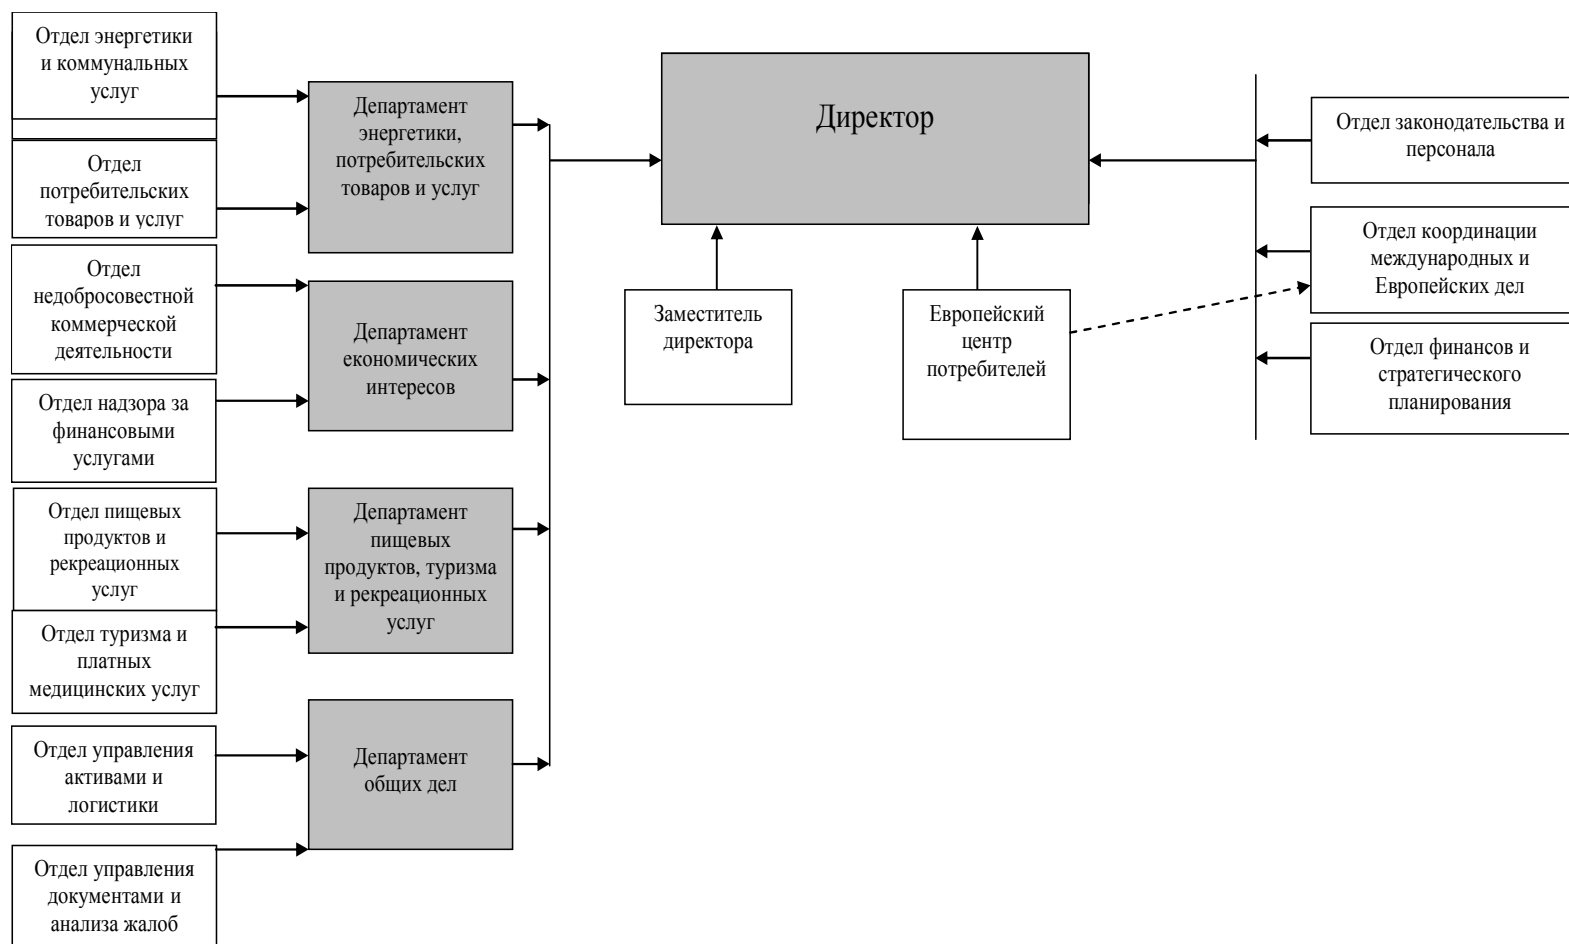 Отдел энергетики
и коммунальных
услуг
Отдел
потребительских
товаров и услуг
Отдел
недобросовестной
коммерческой
деятельности
Отдел надзора за
финансовыми
услугами
Отдел пищевых
продуктов и
рекреационных
услуг
Отдел туризма и
платных
медицинских услуг
Отдел управления
активами и
логистики
Отдел управления
документами и
анализа жалоб
Департамент
энергетики,
потребительских
товаров и услуг
Департамент
економических
интересов
Департамент
пищевых
продуктов, туризма
и рекреационных
услуг
Департамент
общих дел
Директор
Заместитель
директора
Европейский
центр
потребителей
Отдел законодательства и
персонала
Отдел координации
международных и
Европейских дел
Отдел финансов и
стратегического
планирования